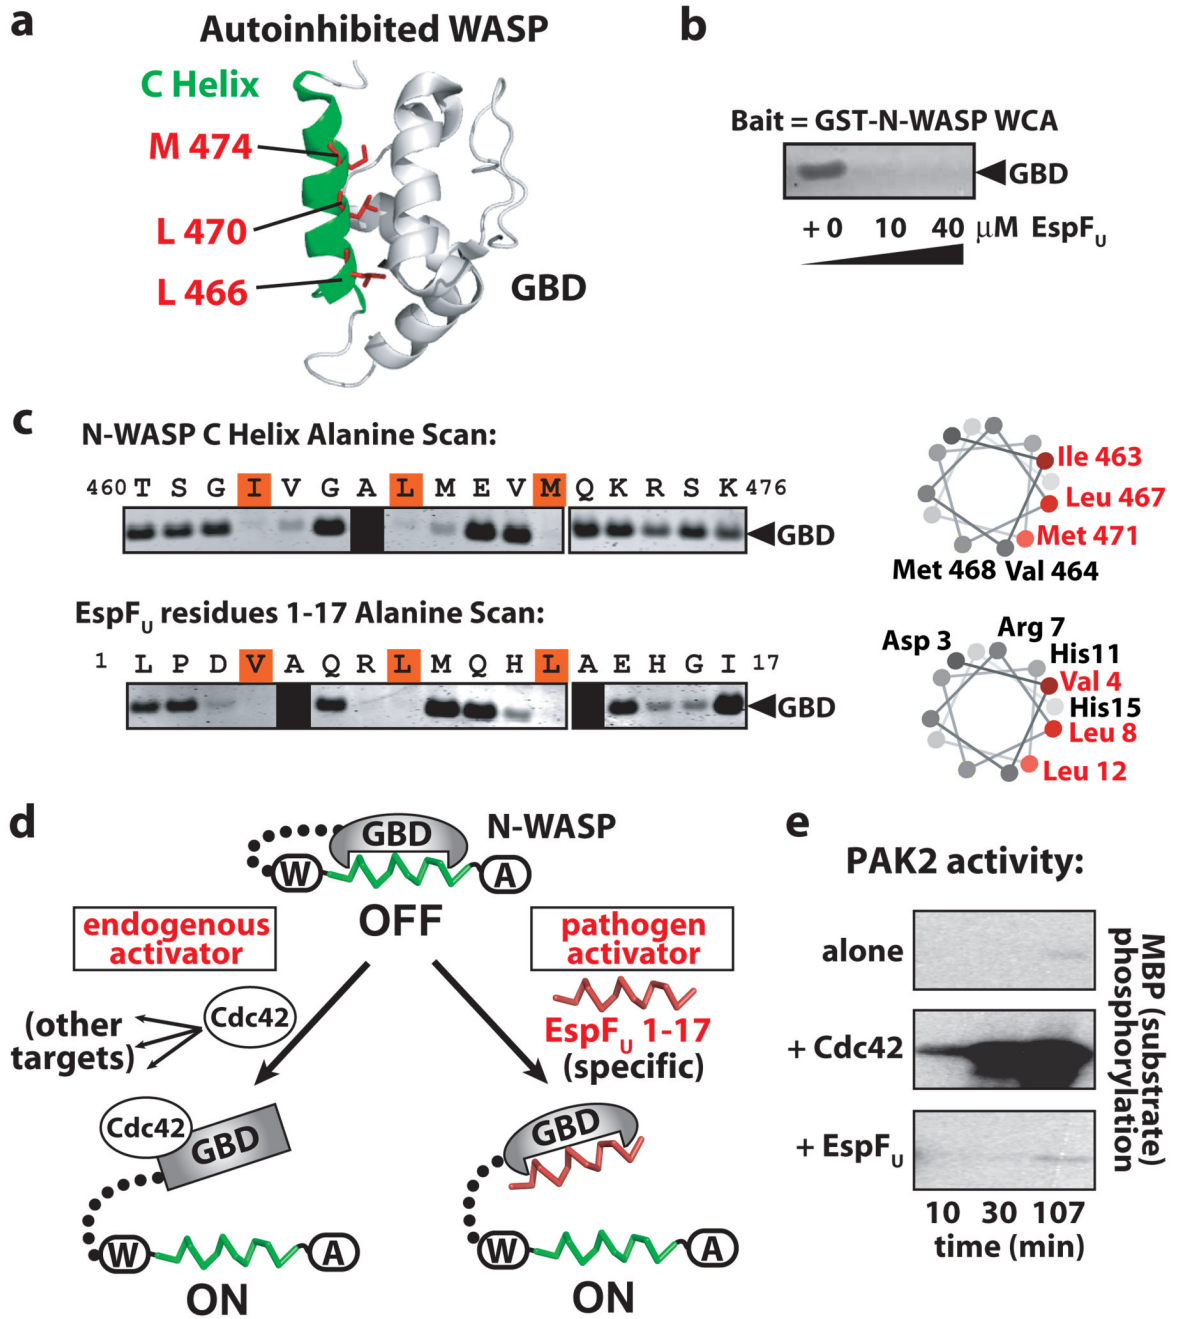 a
Autoinhibited WASP
C Helix
M 474
L 470
L 466
GBD
b
Bait = GST-N-WASP WCA
GBD
+ 0 10 40 μM EspFU
c
N-WASP C Helix Alanine Scan:
460 T S G I V G A L M E V M Q K R S K 476
GBD
Ile 463
Leu 467
Met 471
Met 468 Val 464
EspFU residues 1-17 Alanine Scan:
1 L P D V A Q R L M Q H L A E H G I 17
GBD
Asp 3
Arg 7
His11
Val 4
His15
Leu 8
Leu 12
d
GBD
N-WASP
W
A
OFF
endogenous
activator
pathogen
activator
Cdc42
(other
targets)
EspFU 1-17
(specific)
Cdc42
GBD
W
A
ON
GBD
W
A
ON
e
PAK2 activity:
alone
+ Cdc42
+ EspFU
MBP (substrate)
phosphorylation
10 30 107
time (min)